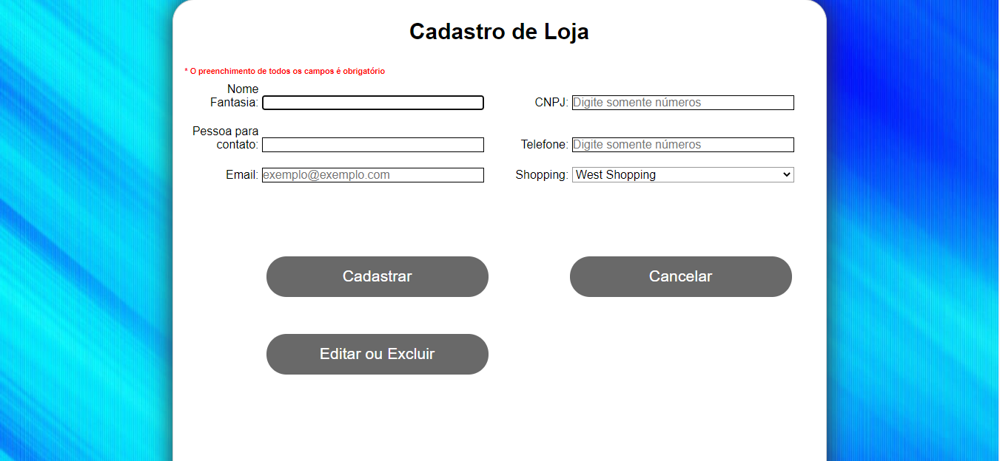 Cadastro de Loja
* O preenchimento de todos os campos é obrigatório
Nome
Fantasia:
CNPJ: Digite somente números
Pessoa para
contato:
Telefone: Digite somente números
Email: exemplo@exemplo.com
Shopping: West Shopping
Cadastrar
Cancelar
Editar ou Excluir